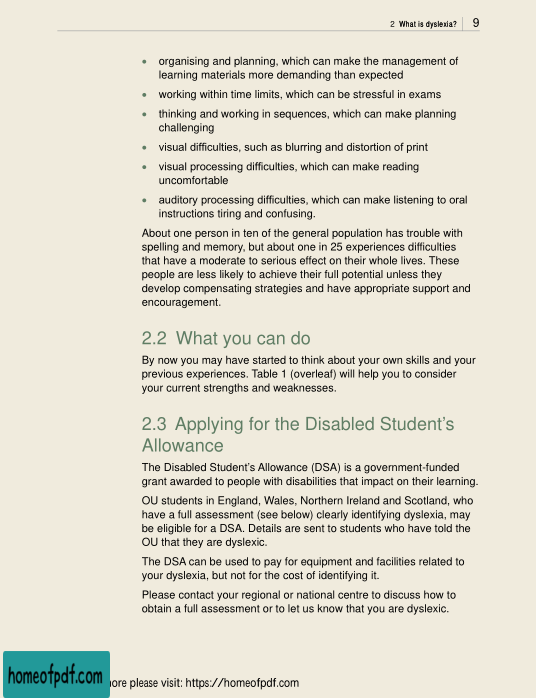 2 What is dyslexia? 9
• organising and planning, which can make the management of
learning materials more demanding than expected
• working within time limits, which can be stressful in exams
• thinking and working in sequences, which can make planning
challenging
• visual difficulties, such as blurring and distortion of print
• visual processing difficulties, which can make reading
uncomfortable
• auditory processing difficulties, which can make listening to oral
instructions tiring and confusing.
About one person in ten of the general population has trouble with
spelling and memory, but about one in 25 experiences difficulties
that have a moderate to serious effect on their whole lives. These
people are less likely to achieve their full potential unless they
develop compensating strategies and have appropriate support and
encouragement.
2.2 What you can do
By now you may have started to think about your own skills and your
previous experiences. Table 1 (overleaf) will help you to consider
your current strengths and weaknesses.
2.3 Applying for the Disabled Student's
Allowance
The Disabled Student's Allowance (DSA) is a government-funded
grant awarded to people with disabilities that impact on their learning.
OU students in England, Wales, Northern Ireland and Scotland, who
have a full assessment (see below) clearly identifying dyslexia, may
be eligible for a DSA. Details are sent to students who have told the
OU that they are dyslexic.
The DSA can be used to pay for equipment and facilities related to
your dyslexia, but not for the cost of identifying it.
Please contact your regional or national centre to discuss how to
obtain a full assessment or to let us know that you are dyslexic.
homeofpdf.com
please visit: https://homeofpdf.com